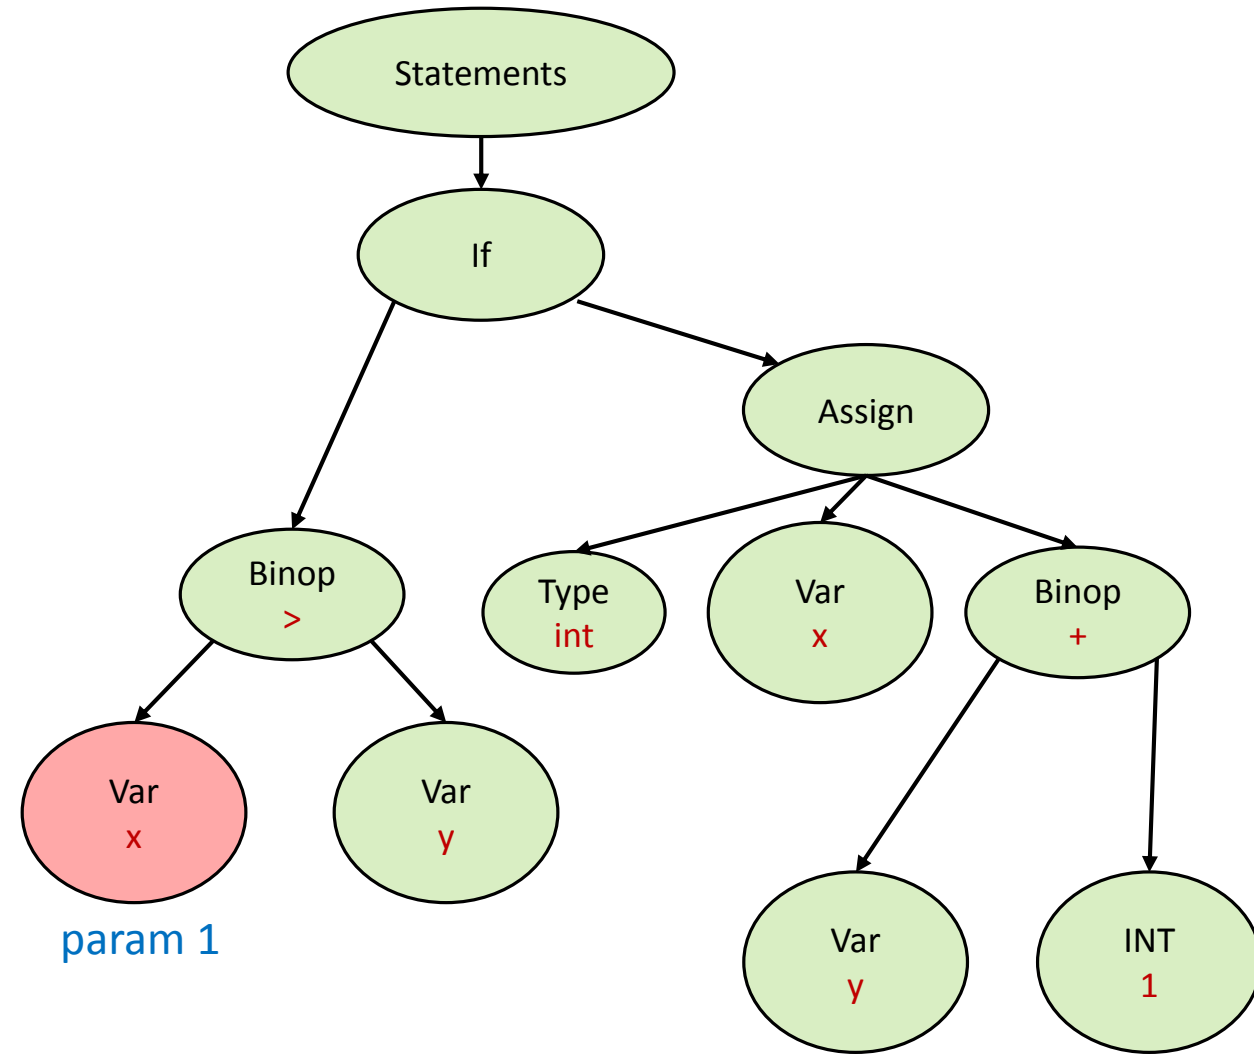 Statements
If
Assign
Binop
>
Type
int
Var
x
Binop
+
Var
x
Var
y
param 1
Var
y
INT
1